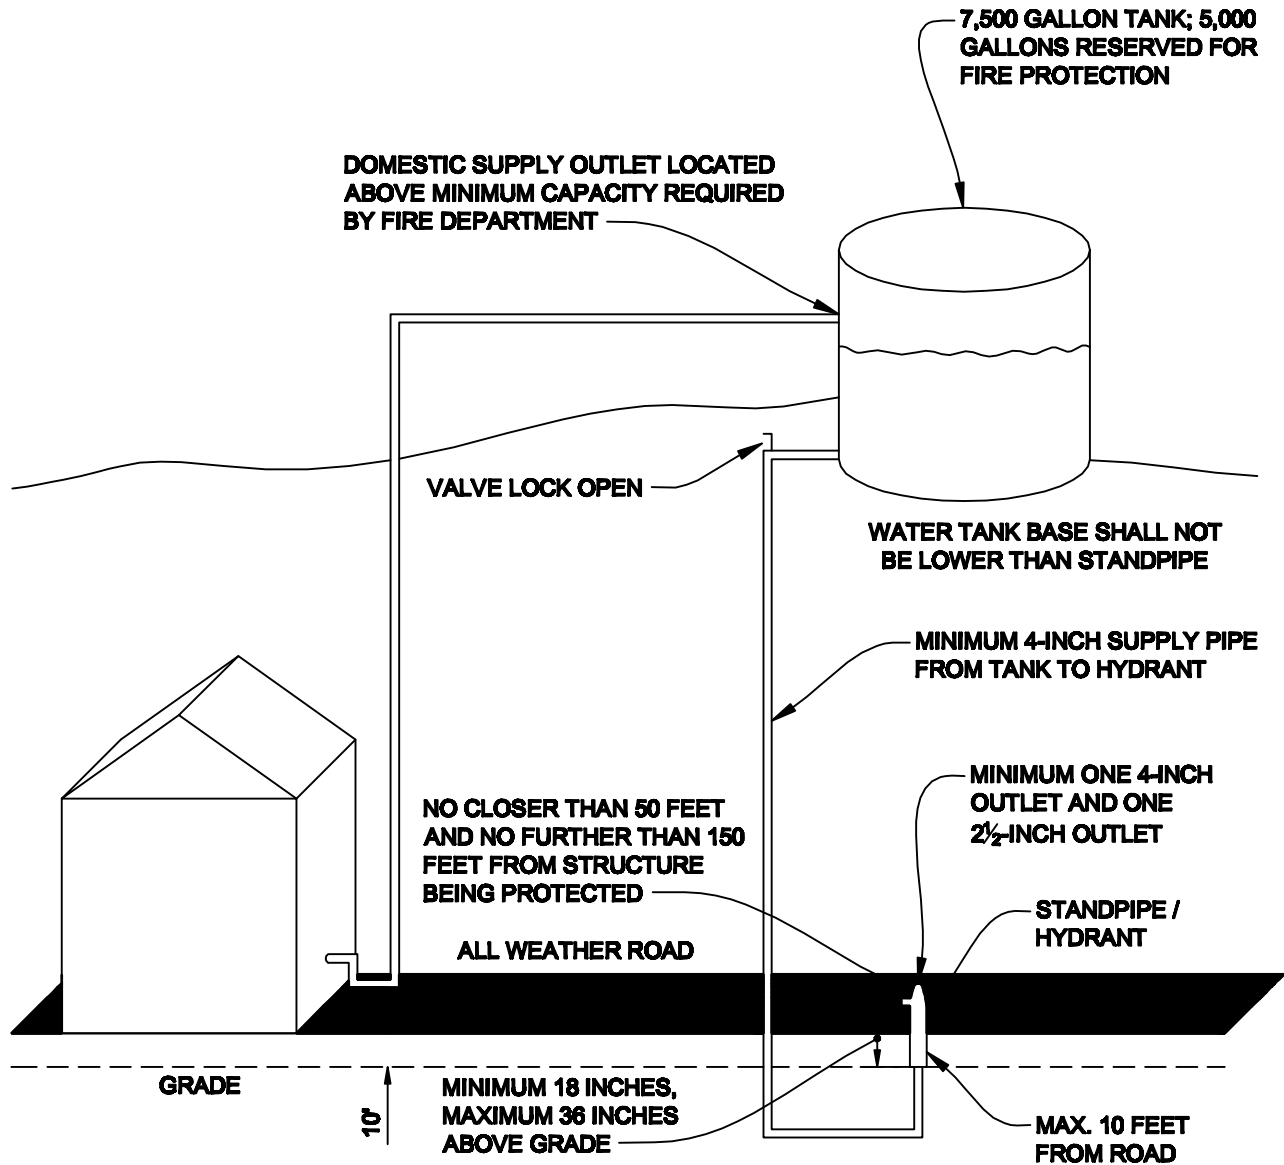 7,500 GALLON TANK; 5,000
GALLONS RESERVED FOR
FIRE PROTECTION
DOMESTIC SUPPLY OUTLET LOCATED
ABOVE MINIMUM CAPACITY REQUIRED
BY FIRE DEPARTMENT
VALVE LOCK OPEN
WATER TANK BASE SHALL NOT
BE LOWER THAN STANDPIPE
MINIMUM 4-INCH SUPPLY PIPE
FROM TANK TO HYDRANT
MINIMUM ONE 4-INCH
OUTLET AND ONE
2½-INCH OUTLET
NO CLOSER THAN 50 FEET
AND NO FURTHER THAN 150
FEET FROM STRUCTURE
BEING PROTECTED
STANDPIPE /
HYDRANT
ALL WEATHER ROAD
GRADE
10'
MINIMUM 18 INCHES,
MAXIMUM 36 INCHES
ABOVE GRADE
MAX. 10 FEET
FROM ROAD